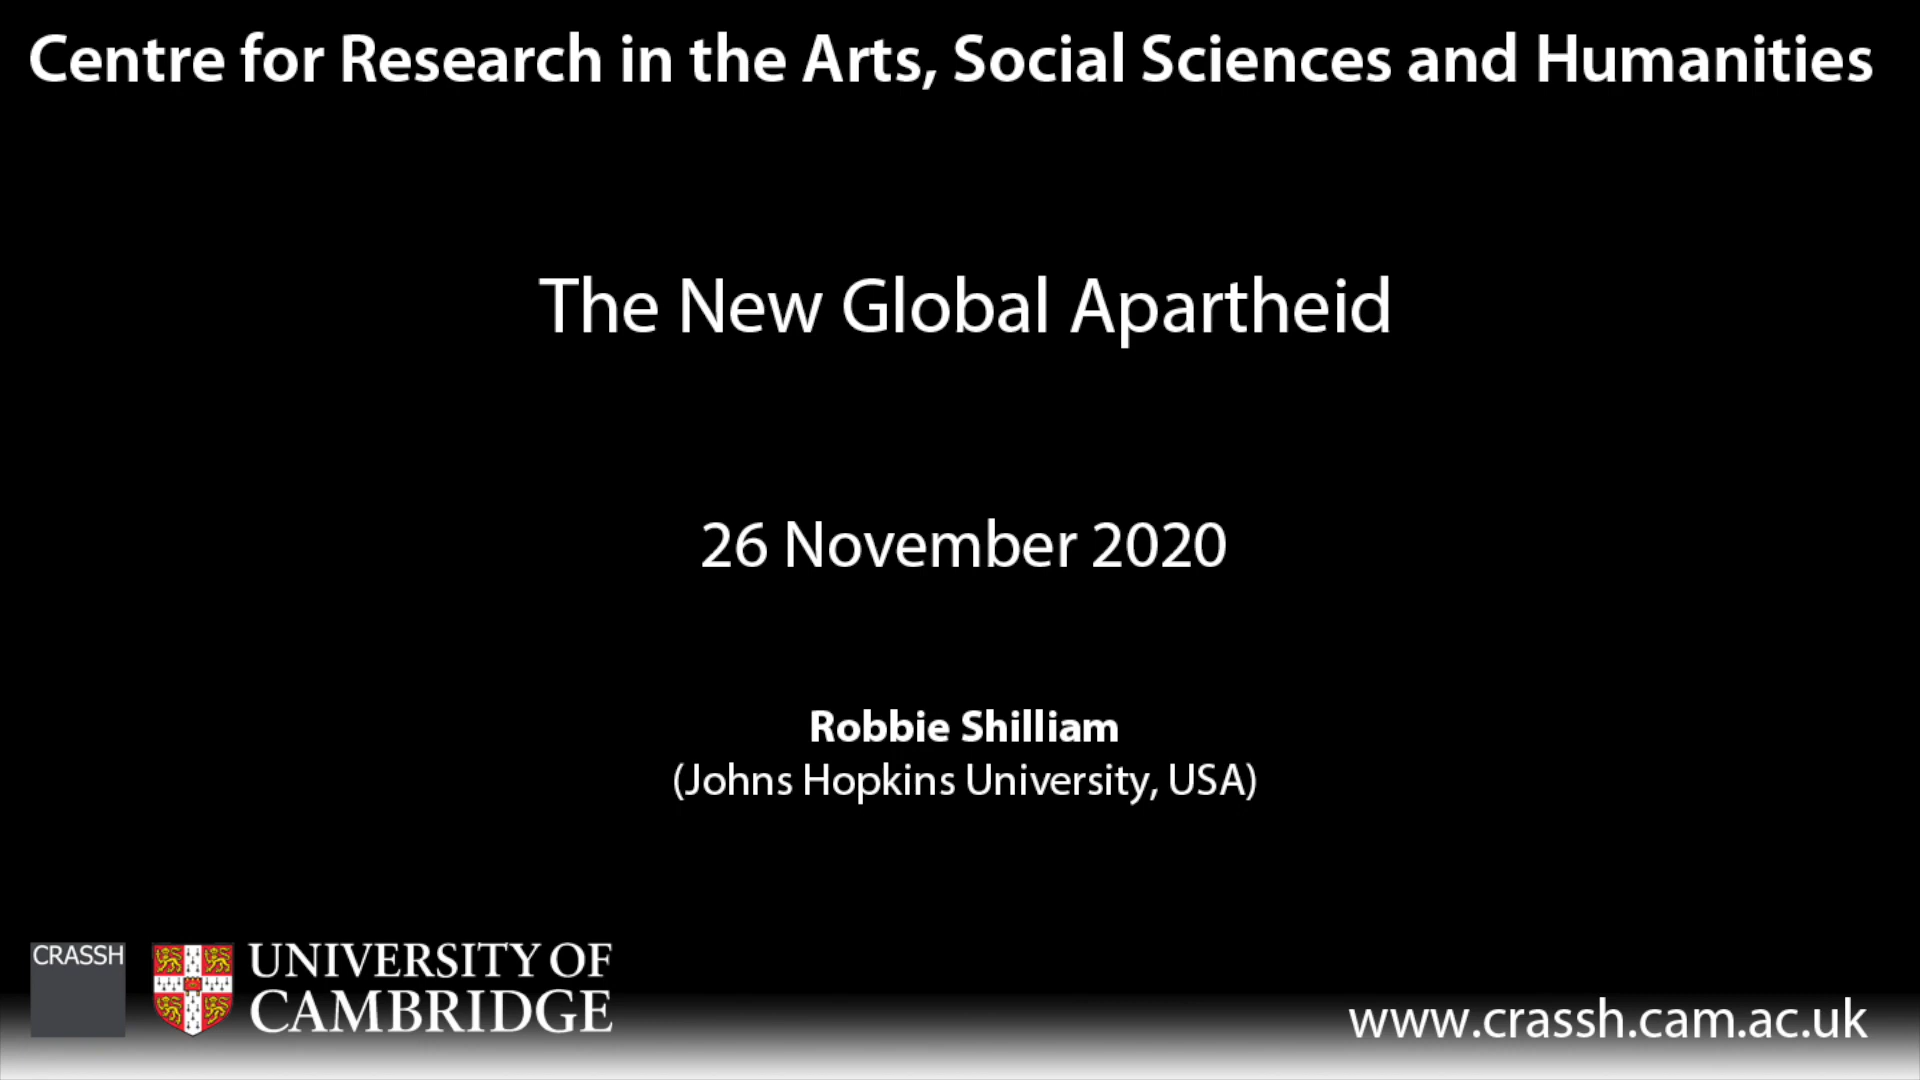 Centre for Research in the Arts, Social Sciences and Humanities
The New Global Apartheid
26 November 2020
Robbie Shilliam
(Johns Hopkins University, USA)
CRASSH
UNIVERSITY OF
CAMBRIDGE
www.crassh.cam.ac.uk